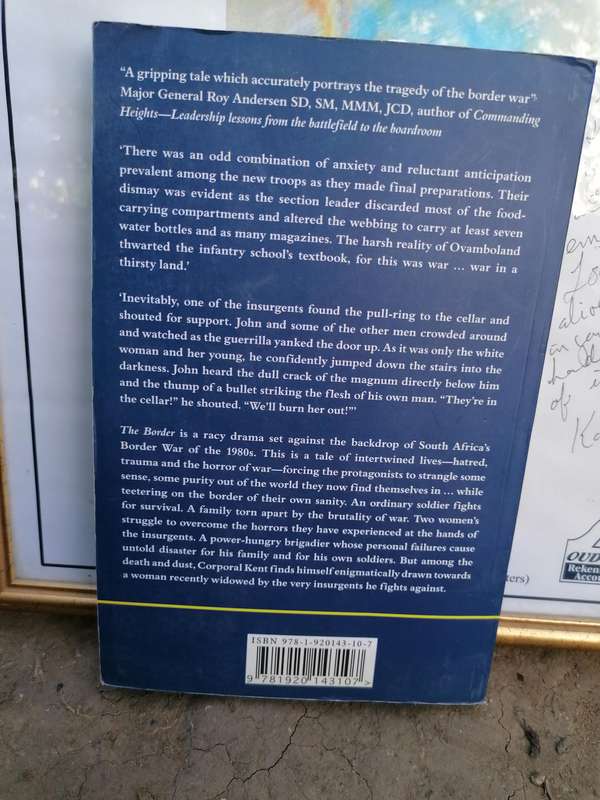 "A gripping tale which accurately portrays the tragedy of the border war"
Major General Roy Andersen SD, SM, MMM, JCD, author of Commanding
Heights—Leadership lessons from the battlefield to the boardroom
'There was an odd combination of anxiety and reluctant anticipation
prevalent among the new troops as they made final preparations. Their
dismay was evident as the section leader discarded most of the food-
carrying compartments and altered the webbing to carry at least seven
water bottles and as many magazines. The harsh reality of Ovamboland
thwarted the infantry school's textbook, for this was war ... war in a
thirsty land.'
'Inevitably, one of the insurgents found the pull-ring to the cellar and
shouted for support. John and some of the other men crowded around
and watched as the guerrilla yanked the door up. As it was only the white
woman and her young, he confidently jumped down the stairs into the
darkness. John heard the dull crack of the magnum directly below him
and the thump of a bullet striking the flesh of his own man. "They're in
the cellar!" he shouted. "We'll burn her out!"'
The Border is a racy drama set against the backdrop of South Africa's
Border War of the 1980s. This is a tale of intertwined lives—hatred,
trauma and the horror of war—forcing the protagonists to strangle some
sense, some purity out of the world they now find themselves in ... while
teetering on the border of their own sanity. An ordinary soldier fights
for survival. A family torn apart by the brutality of war. Two women's
struggle to overcome the horrors they have experienced at the hands of
the insurgents. A power-hungry brigadier whose personal failures cause
untold disaster for his family and for his own soldiers. But among the
death and dust, Corporal Kent finds himself enigmatically drawn towards
a woman recently widowed by the very insurgents he fights against.
ISBN 978-1-920143-10-7
9 781920 143107 >
of
OUD
Reken
Acco